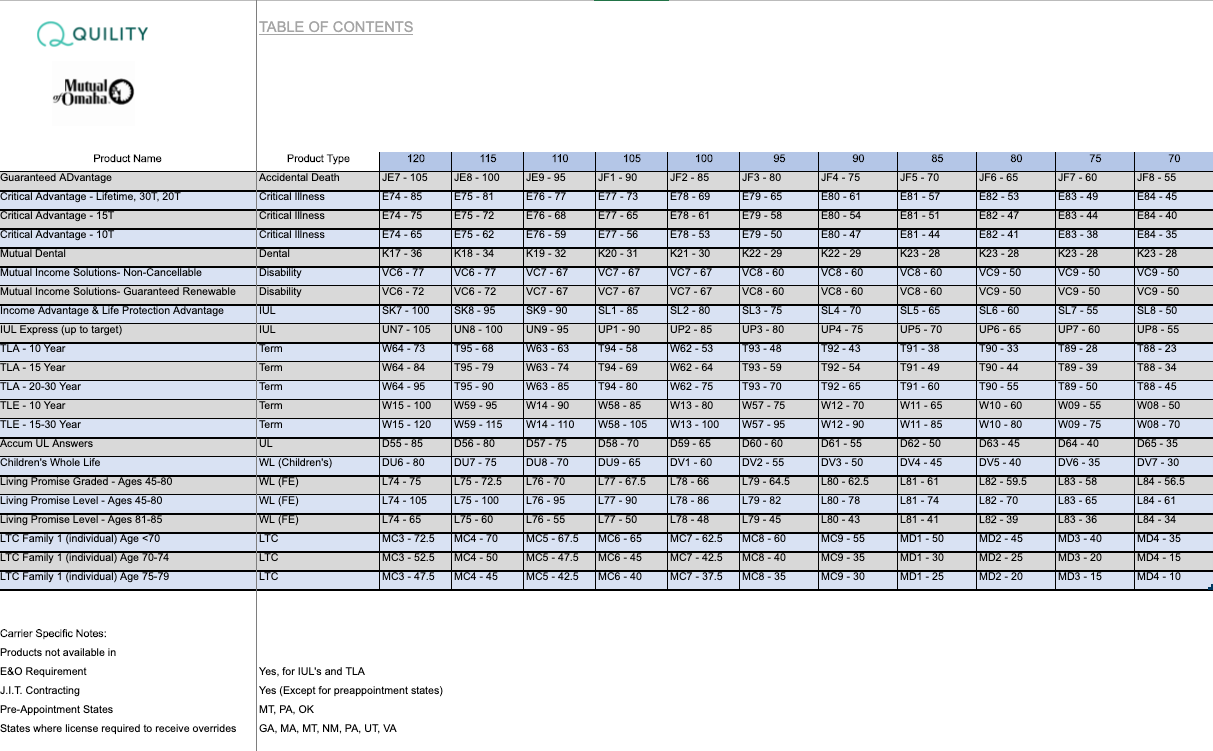 QUILITY
TABLE OF CONTENTS
Mutual
of Omaha
Product Name Product Type 120 115 110 105 100 95 90 85 80 75 70
Guaranteed ADvantage Accidental Death JE7 - 105 JE8 - 100 JE9 - 95 JF1 - 90 JF2 - 85 JF3 - 80 JF4 - 75 JF5 - 70 JF6 - 65 JF7 - 60 JF8 - 55
Critical Advantage - Lifetime, 30T, 20T Critical Illness E74 - 85 E75 - 81 E76 - 77 E77 - 73 E78 - 69 E79 - 65 E80 - 61 E81 - 57 E82 - 53 E83 - 49 E84 - 45
Critical Advantage - 15T Critical Illness E74 - 75 E75 - 72 E76 - 68 E77 - 65 E78 - 61 E79 - 58 E80 - 54 E81 - 51 E82 - 47 E83 - 44 E84 - 40
Critical Advantage - 10T Critical Illness E74 - 65 E75 - 62 E76 - 59 E77 - 56 E78 - 53 E79 - 50 E80 - 47 E81 - 44 E82 - 41 E83 - 38 E84 - 35
Mutual Dental Dental K17 - 36 K18 - 34 K19 - 32 K20 - 31 K21 - 30 K22 - 29 K22 - 29 K23 - 28 K23 - 28 K23 - 28 K23 - 28
Mutual Income Solutions- Non-Cancellable Disability VC6 - 77 VC6 - 77 VC7 - 67 VC7 - 67 VC7 - 67 VC8 - 60 VC8 - 60 VC8 - 60 VC9 - 50 VC9 - 50 VC9 - 50
Mutual Income Solutions- Guaranteed Renewable Disability VC6 - 72 VC6 - 72 VC7 - 67 VC7 - 67 VC7 - 67 VC8 - 60 VC8 - 60 VC8 - 60 VC9 - 50 VC9 - 50 VC9 - 50
Income Advantage & Life Protection Advantage IUL SK7 - 100 SK8 - 95 SK9 - 90 SL1 - 85 SL2 - 80 SL3 - 75 SL4 - 70 SL5 - 65 SL6 - 60 SL7 - 55 SL8 - 50
IUL Express (up to target) IUL UN7 - 105 UN8 - 100 UN9 - 95 UP1 - 90 UP2 - 85 UP3 - 80 UP4 - 75 UP5 - 70 UP6 - 65 UP7 - 60 UP8 - 55
TLA - 10 Year Term W64 - 73 T95 - 68 W63 - 63 T94 - 58 W62 - 53 T93 - 48 T92 - 43 T91 - 38 T90 - 33 T89 - 28 T88 - 23
TLA - 15 Year Term W64 - 84 T95 - 79 W63 - 74 T94 - 69 W62 - 64 T93 - 59 T92 - 54 T91 - 49 T90 - 44 T89 - 39 T88 - 34
TLA - 20-30 Year Term W64 - 95 T95 - 90 W63 - 85 T94 - 80 W62 - 75 T93 - 70 T92 - 65 T91 - 60 T90 - 55 T89 - 50 T88 - 45
TLE - 10 Year Term W15 - 100 W59 - 95 W14 - 90 W58 - 85 W13 - 80 W57 - 75 W12 - 70 W11 - 65 W10 - 60 W09 - 55 W08 - 50
TLE - 15-30 Year Term W15 - 120 W59 - 115 W14 - 110 W58 - 105 W13 - 100 W57 - 95 W12 - 90 W11 - 85 W10 - 80 W09 - 75 W08 - 70
Accum UL Answers UL D55 - 85 D56 - 80 D57 - 75 D58 - 70 D59 - 65 D60 - 60 D61 - 55 D62 - 50 D63 - 45 D64 - 40 D65 - 35
Children's Whole Life WL (Children's) DU6 - 80 DU7 - 75 DU8 - 70 DU9 - 65 DV1 - 60 DV2 - 55 DV3 - 50 DV4 - 45 DV5 - 40 DV6 - 35 DV7 - 30
Living Promise Graded - Ages 45-80 WL (FE) L74 - 75 L75 - 72.5 L76 - 70 L77 - 67.5 L78 - 66 L79 - 64.5 L80 - 62.5 L81 - 61 L82 - 59.5 L83 - 58 L84 - 56.5
Living Promise Level - Ages 45-80 WL (FE) L74 - 105 L75 - 100 L76 - 95 L77 - 90 L78 - 86 L79 - 82 L80 - 78 L81 - 74 L82 - 70 L83 - 65 L84 - 61
Living Promise Level - Ages 81-85 WL (FE) L74 - 65 L75 - 60 L76 - 55 L77 - 50 L78 - 48 L79 - 45 L80 - 43 L81 - 41 L82 - 39 L83 - 36 L84 - 34
LTC Family 1 (individual) Age <70 LTC MC3 - 72.5 MC4 - 70 MC5 - 67.5 MC6 - 65 MC7 - 62.5 MC8 - 60 MC9 - 55 MD1 - 50 MD2 - 45 MD3 - 40 MD4 - 35
LTC Family 1 (individual) Age 70-74 LTC MC3 - 52.5 MC4 - 50 MC5 - 47.5 MC6 - 45 MC7 - 42.5 MC8 - 40 MC9 - 35 MD1 - 30 MD2 - 25 MD3 - 20 MD4 - 15
LTC Family 1 (individual) Age 75-79 LTC MC3 - 47.5 MC4 - 45 MC5 - 42.5 MC6 - 40 MC7 - 37.5 MC8 - 35 MC9 - 30 MD1 - 25 MD2 - 20 MD3 - 15 MD4 - 10
Carrier Specific Notes:
Products not available in
E&O Requirement Yes, for IUL's and TLA
J.I.T. Contracting Yes (Except for preappointment states)
Pre-Appointment States MT, PA, OK
States where license required to receive overrides GA, MA, MT, NM, PA, UT, VA